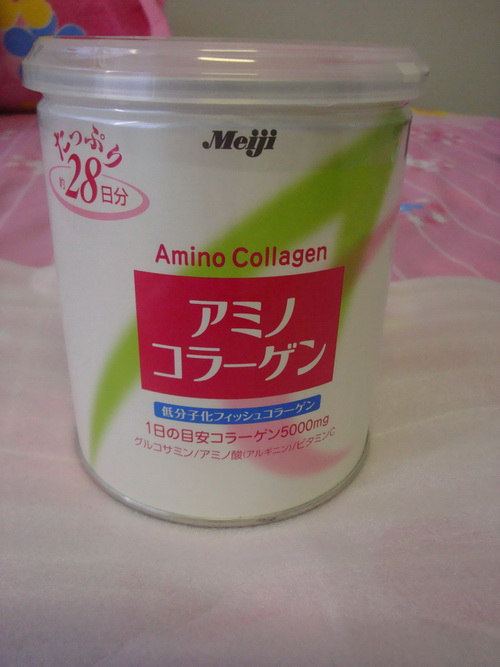 Meiji
たっぷり
約28日分
Amino Collagen
アミノ
コラーゲン
低分子化フィッシュコラーゲン
1日の目安コラーゲン5000mg
グルコサミン/アミノ酸(アルギニン)/ビタミンC